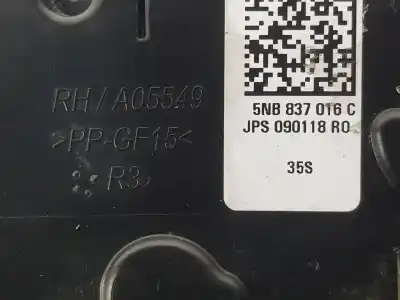 RH/A05549
>PP-GF15<
R3
5NB 837 016 C
JPS 090118 R0
35S